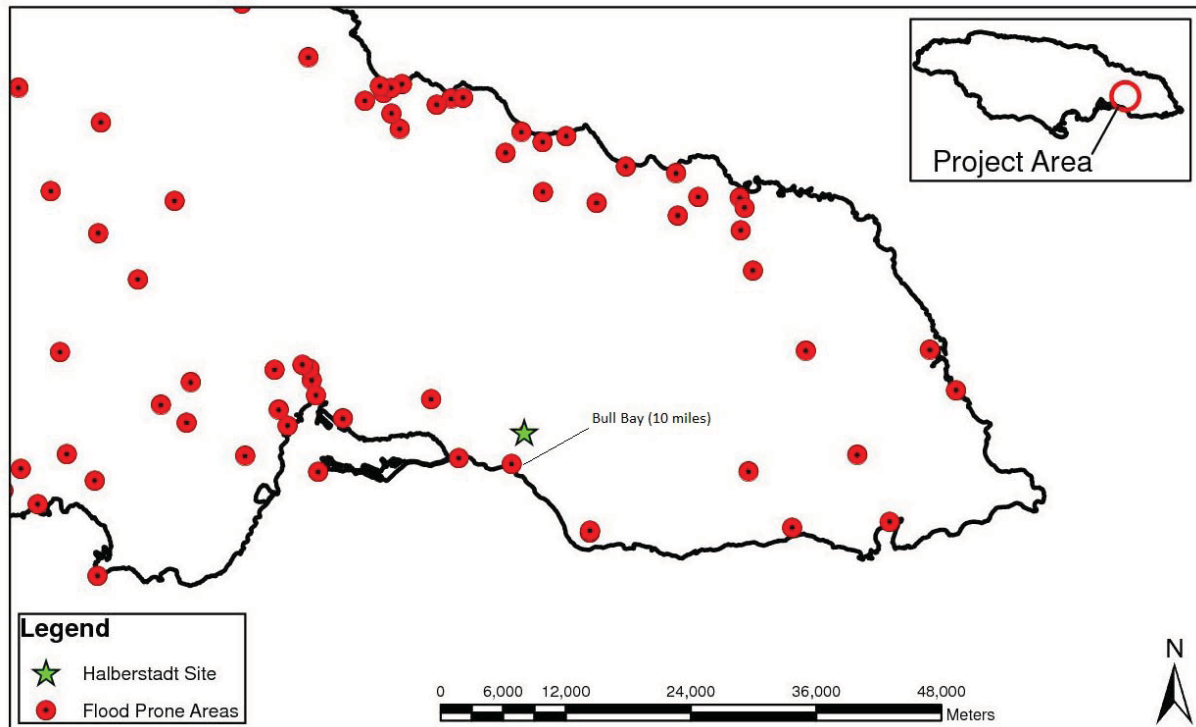 Project Area
Bull Bay (10 miles)
Legend
Halberstadt Site
Flood Prone Areas
0 6,000 12,000 24,000 36,000 48,000
Meters
N